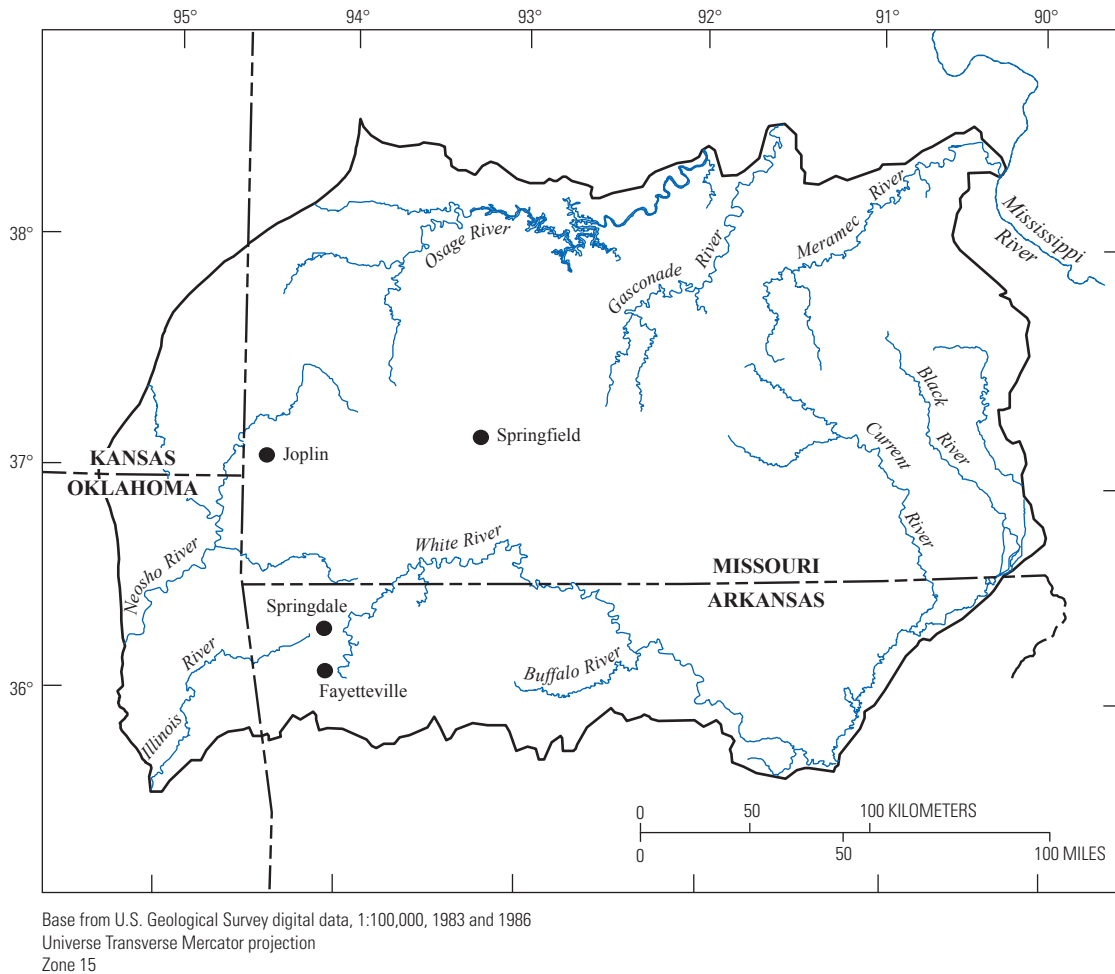 95°
94°
93°
92°
91°
90°
38°
Osage River
Gasconade
River
Meramec
River
Mississippi
River
37°
KANSAS
OKLAHOMA
Joplin
Springfield
Current
River
Black
River
Neosho River
White River
MISSOURI
ARKANSAS
Springdale
Fayetteville
36°
Illinois
River
Buffalo River
0 50 100 KILOMETERS
0 50 100 MILES
Base from U.S. Geological Survey digital data, 1:100,000, 1983 and 1986
Universe Transverse Mercator projection
Zone 15